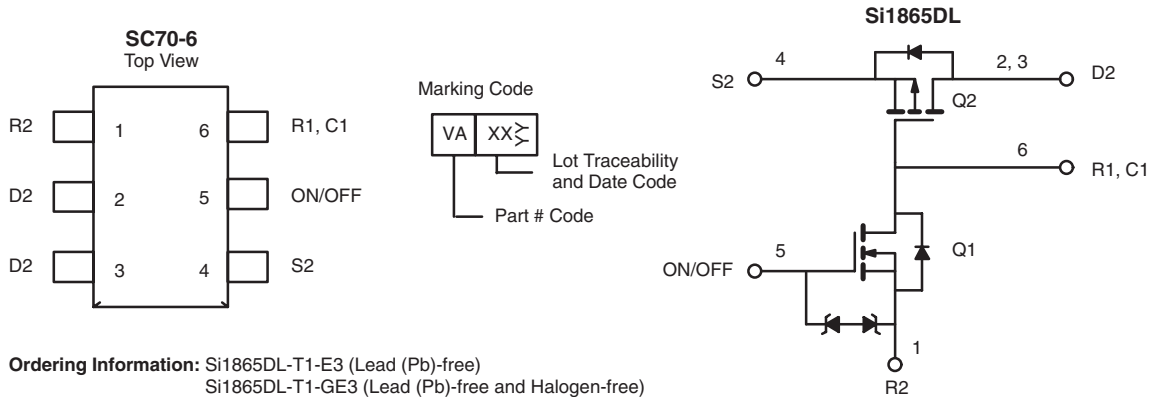 SC70-6
Top View
R2
1
6
R1, C1
D2
2
5
ON/OFF
D2
3
4
S2
Marking Code
VA
XX
YY
Lot Traceability
and Date Code
Part # Code
Si1865DL
4
2, 3
S2
D2
Q2
6
R1, C1
5
ON/OFF
Q1
1
R2
Ordering Information: Si1865DL-T1-E3 (Lead (Pb)-free)
Si1865DL-T1-GE3 (Lead (Pb)-free and Halogen-free)